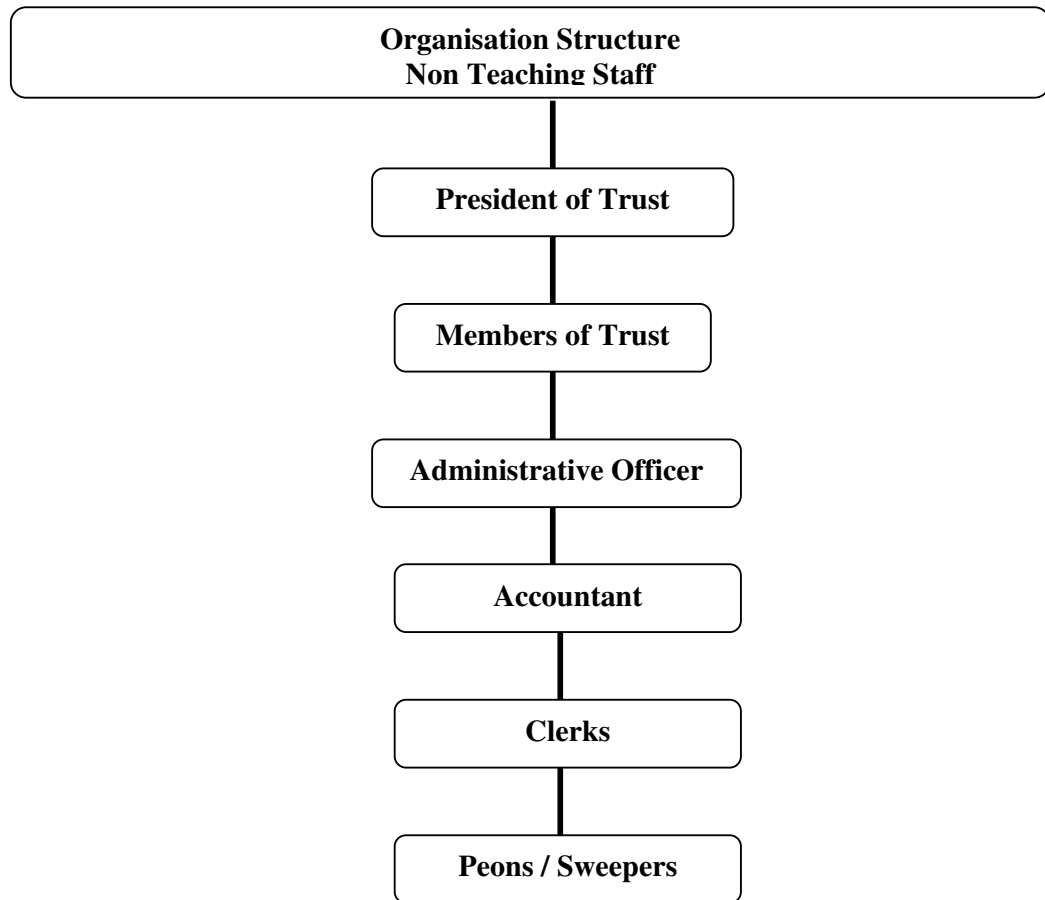 Organisation Structure
Non Teaching Staff
President of Trust
Members of Trust
Administrative Officer
Accountant
Clerks
Peons / Sweepers